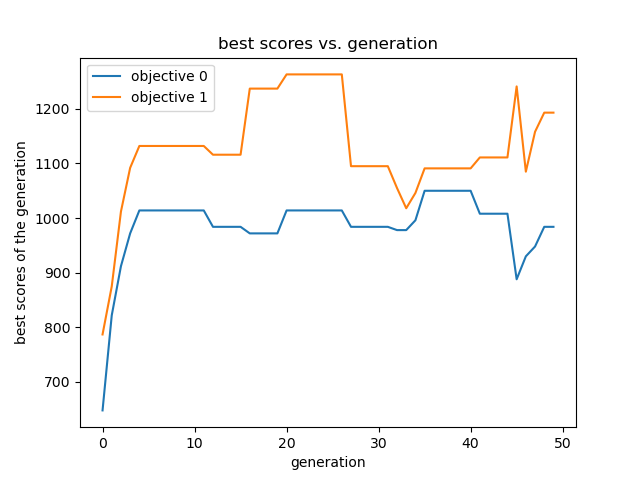 best scores vs. generation
objective 0
objective 1
best scores of the generation
1200
1100
1000
900
800
700
0 10 20 30 40 50
generation